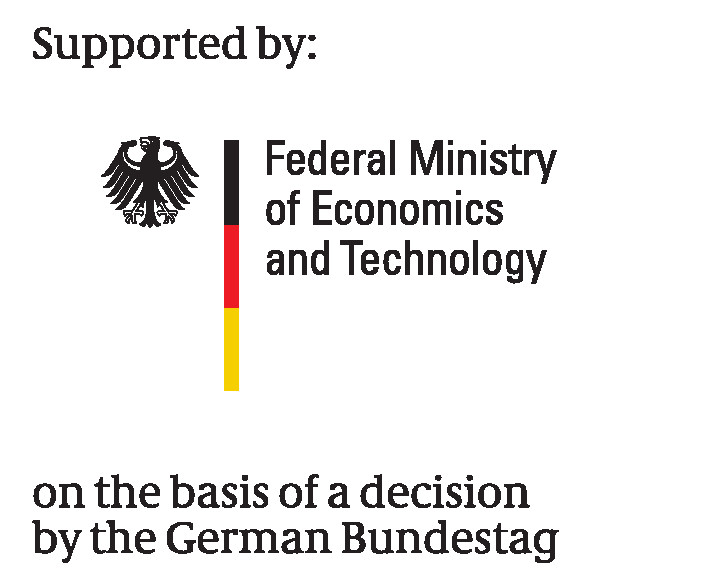 Supported by:
Federal Ministry
of Economics
and Technology
on the basis of a decision
by the German Bundestag